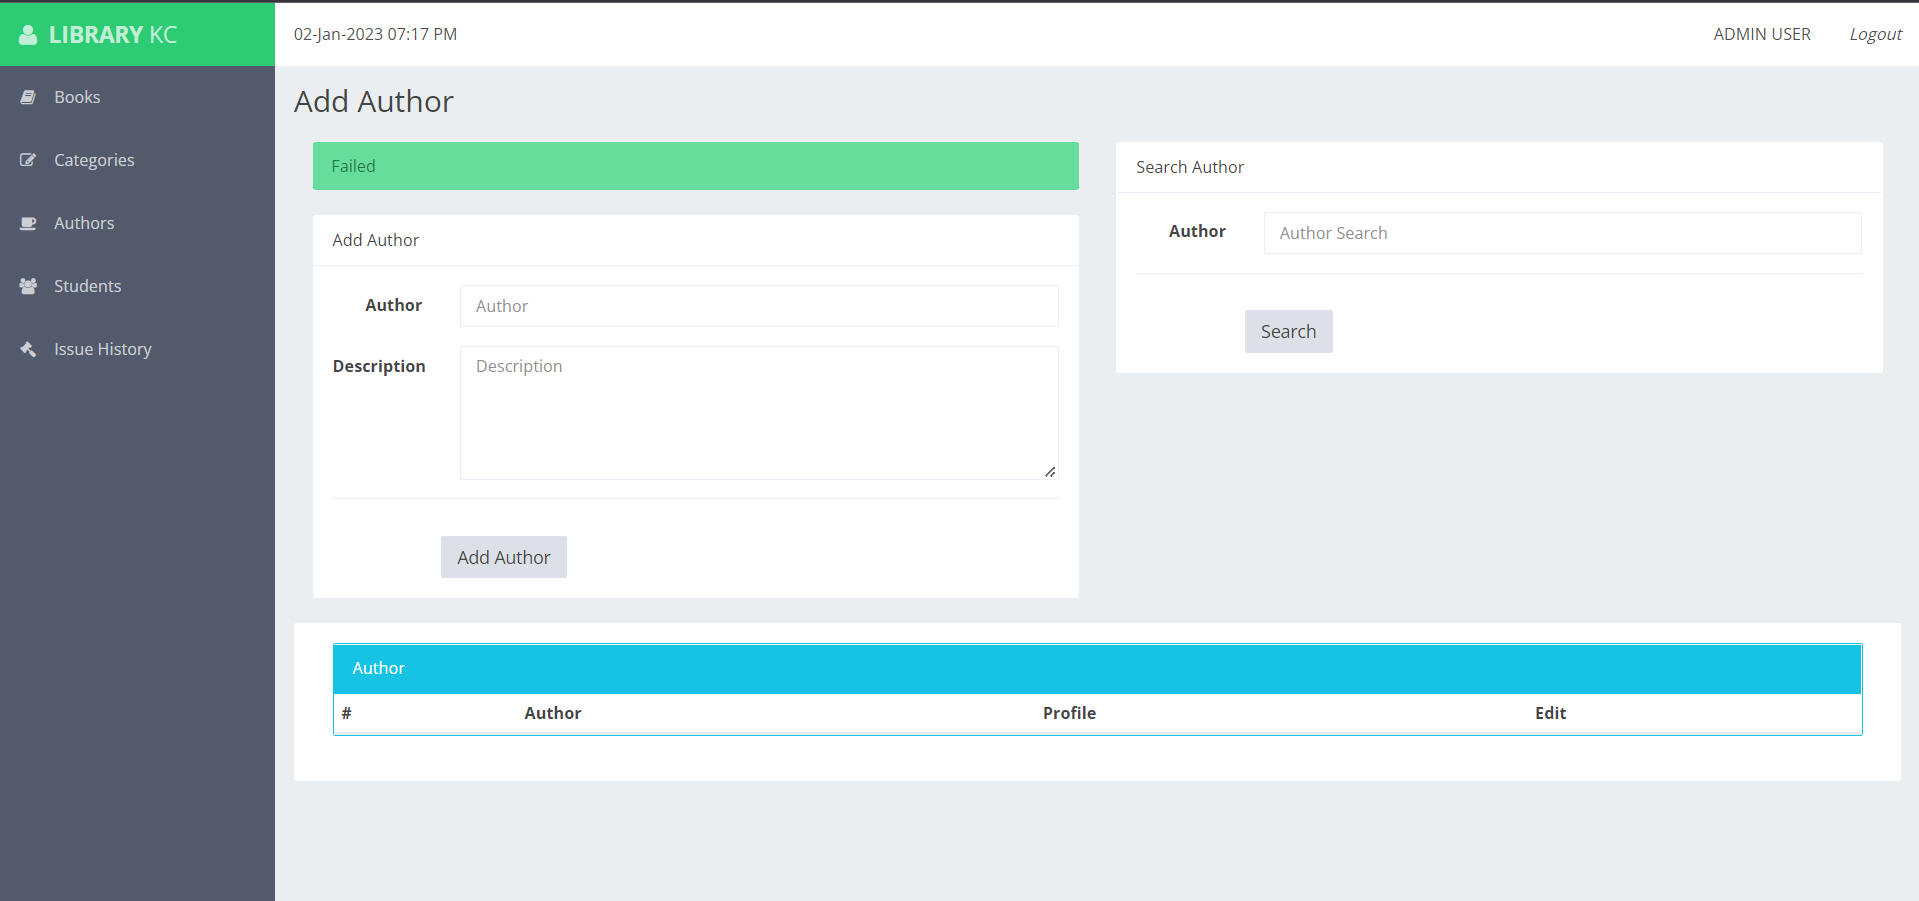 LIBRARY KC
02-Jan-2023 07:17 PM
ADMIN USER
Logout
Books
Categories
Authors
Students
Issue History
Add Author
Failed
Add Author
Author
Author
Description
Description
Add Author
Search Author
Author
Author Search
Search
Author
# Author Profile Edit